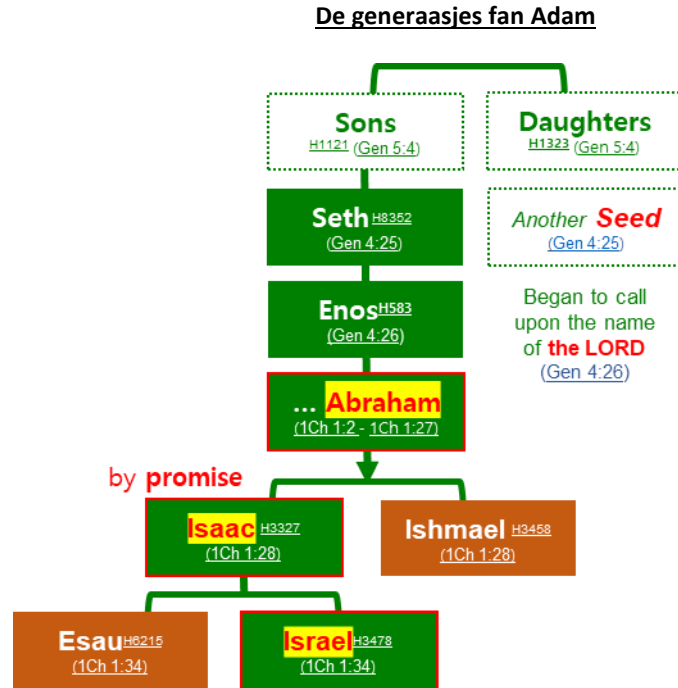 De generaasjes fan Adam
Sons
H1121 (Gen 5:4)
Daughters
H1323 (Gen 5:4)
Seth H8352
(Gen 4:25)
Another Seed
(Gen 4:25)
Enos H583
(Gen 4:26)
Began to call
upon the name
of the LORD
(Gen 4:26)
... Abraham
(1Ch 1:2 - 1Ch 1:27)
by promise
Isaac H3327
(1Ch 1:28)
Ishmael H3458
(1Ch 1:28)
Esau H6215
(1Ch 1:34)
Israel H3478
(1Ch 1:34)